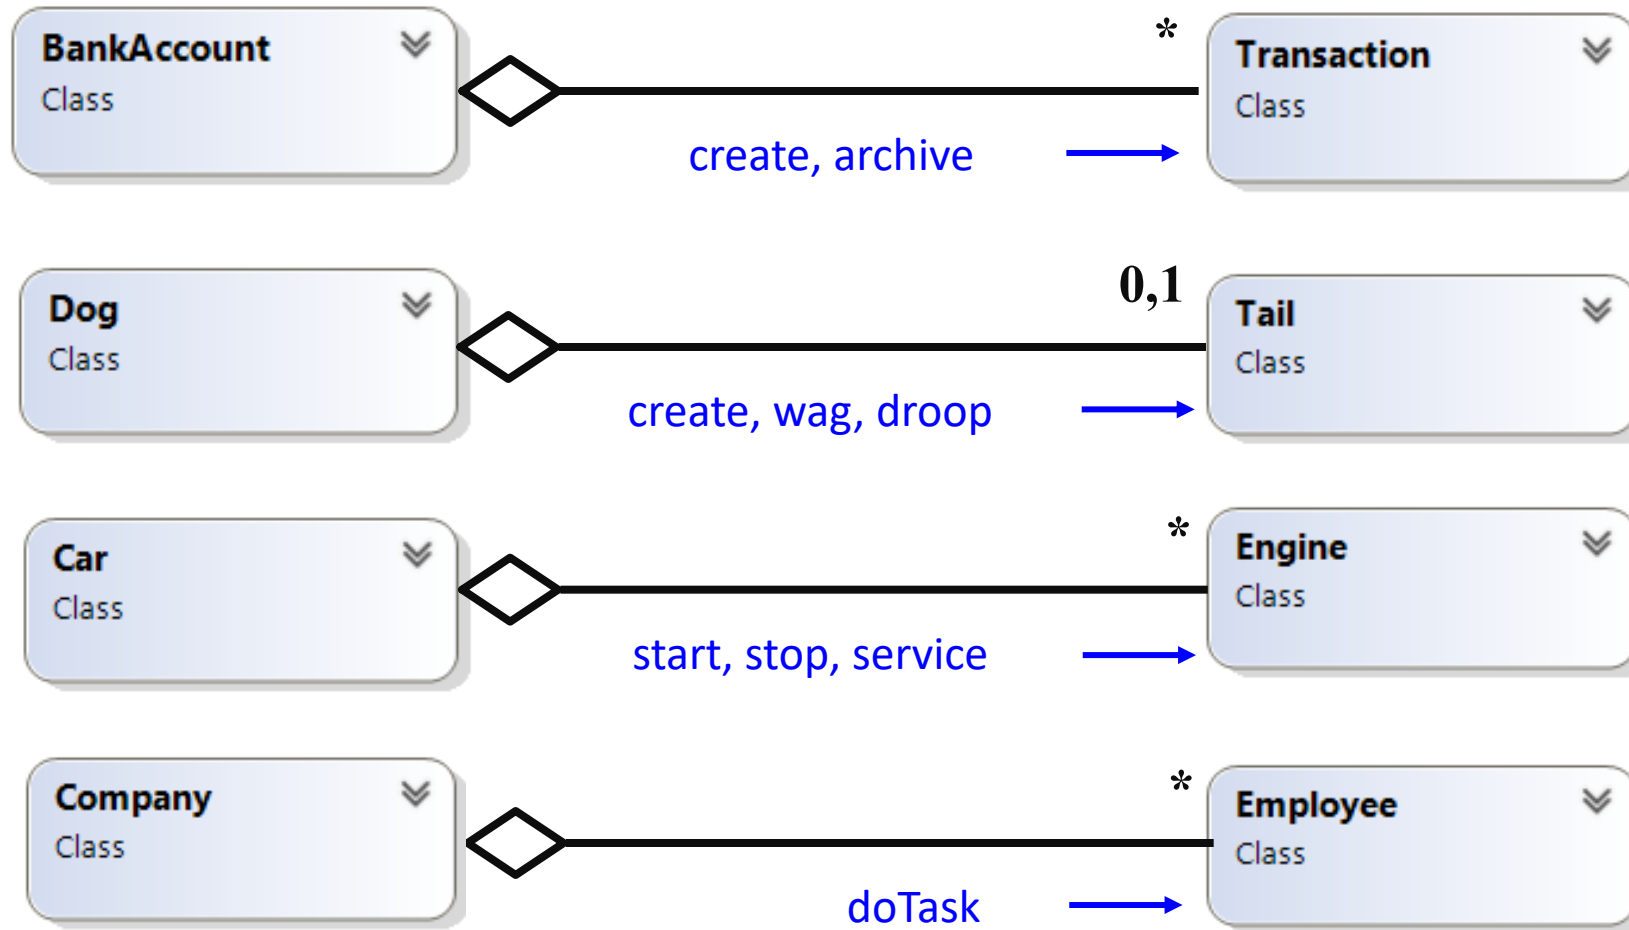 BankAccount
Class
*
Transaction
Class
create, archive
Dog
Class
0,1
Tail
Class
create, wag, droop
Car
Class
*
Engine
Class
start, stop, service
Company
Class
*
Employee
Class
doTask